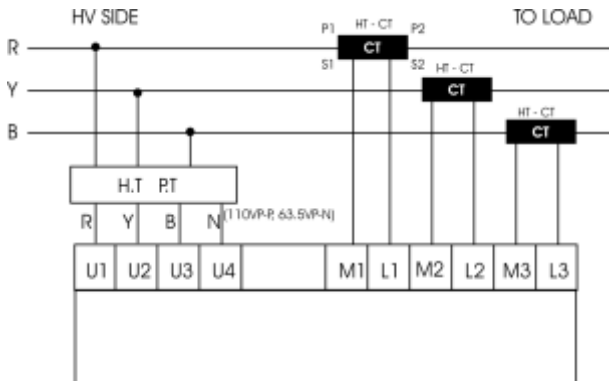 HV SIDE
TO LOAD
P1 HT - CT P2
R
CT
S1
S2 HT - CT
Y
CT
HT - CT
B
CT
H.T P.T
R Y B N (110VP-P, 63.5VP-N)
U1 U2 U3 U4 M1 L1 M2 L2 M3 L3